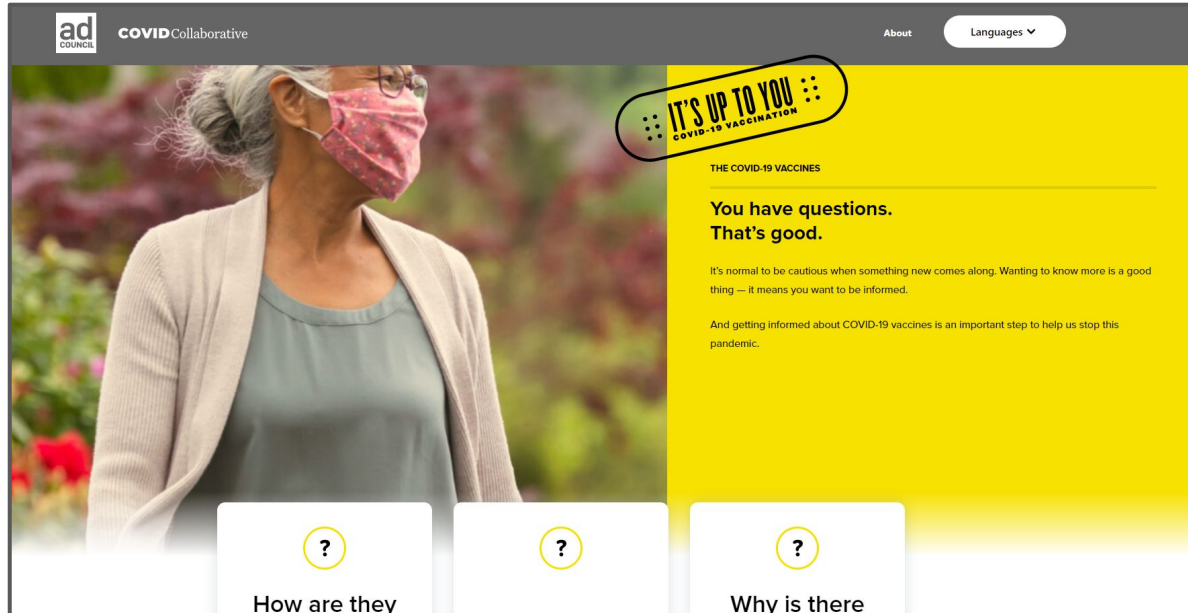 ad
COUNCIL
COVID Collaborative
About
Languages
IT'S UP TO YOU
COVID-19 VACCINATION
THE COVID-19 VACCINES
You have questions.
That's good.
It's normal to be cautious when something new comes along. Wanting to know more is a good
thing — it means you want to be informed.
And getting informed about COVID-19 vaccines is an important step to help us stop this
pandemic.
?
?
?
How are they
Why is there